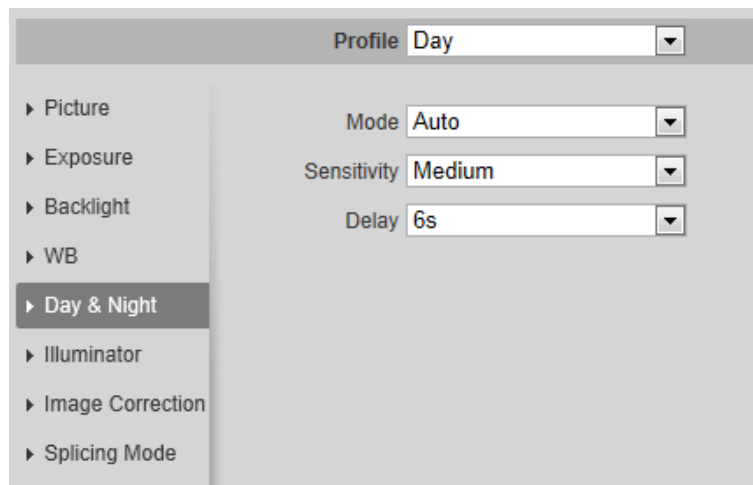 Profile Day
Picture
Exposure
Backlight
WB
Day & Night
Illuminator
Image Correction
Splicing Mode
Mode Auto
Sensitivity Medium
Delay 6s